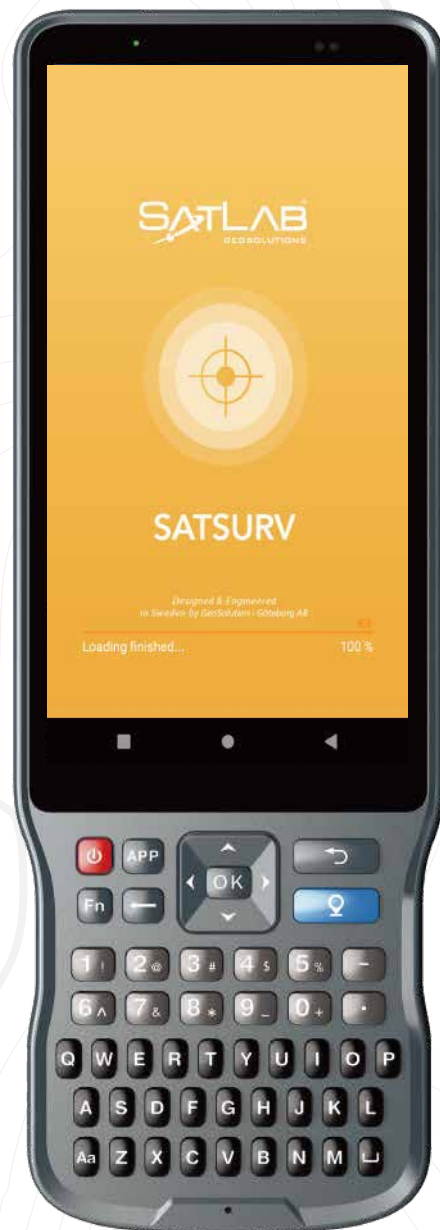 SATLAB
GEOSOLUTIONS
SATSURV
Designed & Engineered
in Sweden by GeoSolution i Göteborg AB
Loading finished... 100 %
APP
OK
Fn
1 ! 2 @ 3 # 4 $ 5 % -
6 ^ 7 & 8 * 9 _ 0 + .
Q W E R T Y U I O P
A S D F G H J K L
Aa Z X C V B N M